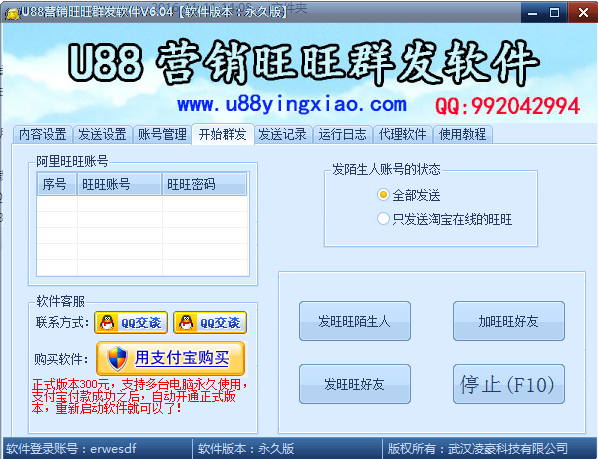 U88营销旺旺群发软件V6.04【软件版本：永久版】
U88 营销旺旺群发软件
www.u88yingxiao.com QQ:992042994
内容设置 发送设置 账号管理 开始群发 发送记录 运行日志 代理软件 使用教程
阿里旺旺账号
序号 旺旺账号 旺旺密码
发陌生人账号的状态
全部发送
只发送淘宝在线的旺旺
软件客服
联系方式： QQ交谈 QQ交谈
购买软件： 用支付宝购买
正式版本300元，支持多台电脑永久使用，
支付宝付款成功之后，自动开通正式版
本，重新启动软件就可以了！
发旺旺陌生人 加旺旺好友
发旺旺好友 停止(F10)
软件登录账号：erwesdf 软件版本：永久版 版权所有：武汉凌豪科技有限公司